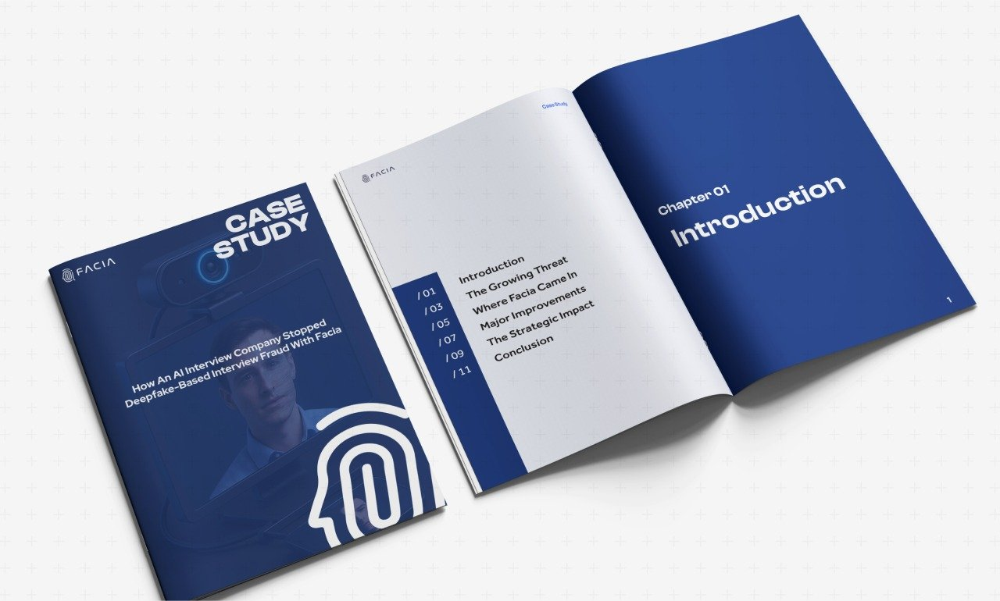 CASE
STUDY
FACIA
How An AI Interview Company Stopped
Deepfake-Based Interview Fraud With Facia
Case Study
FACIA
/ 01 Introduction
/ 03 The Growing Threat
/ 05 Where Facia Came In
/ 07 Major Improvements
/ 09 The Strategic Impact
/ 11 Conclusion
Chapter 01
Introduction
1